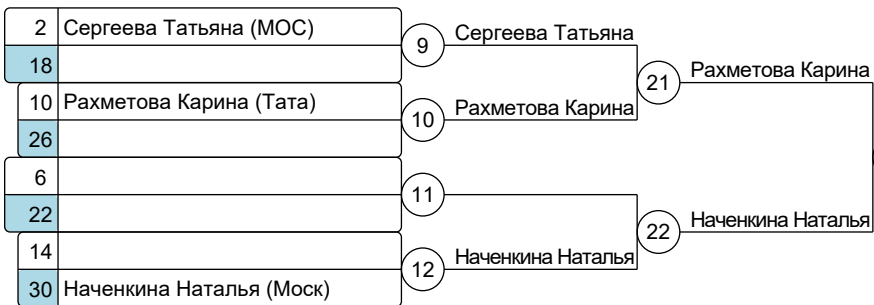 2 Сергеева Татьяна (МОС)
9 Сергеева Татьяна
18
21 Рахметова Карина
10 Рахметова Карина (Тата)
10 Рахметова Карина
26
6
11
22
22 Наченкина Наталья
14
12 Наченкина Наталья
30 Наченкина Наталья (Моск)